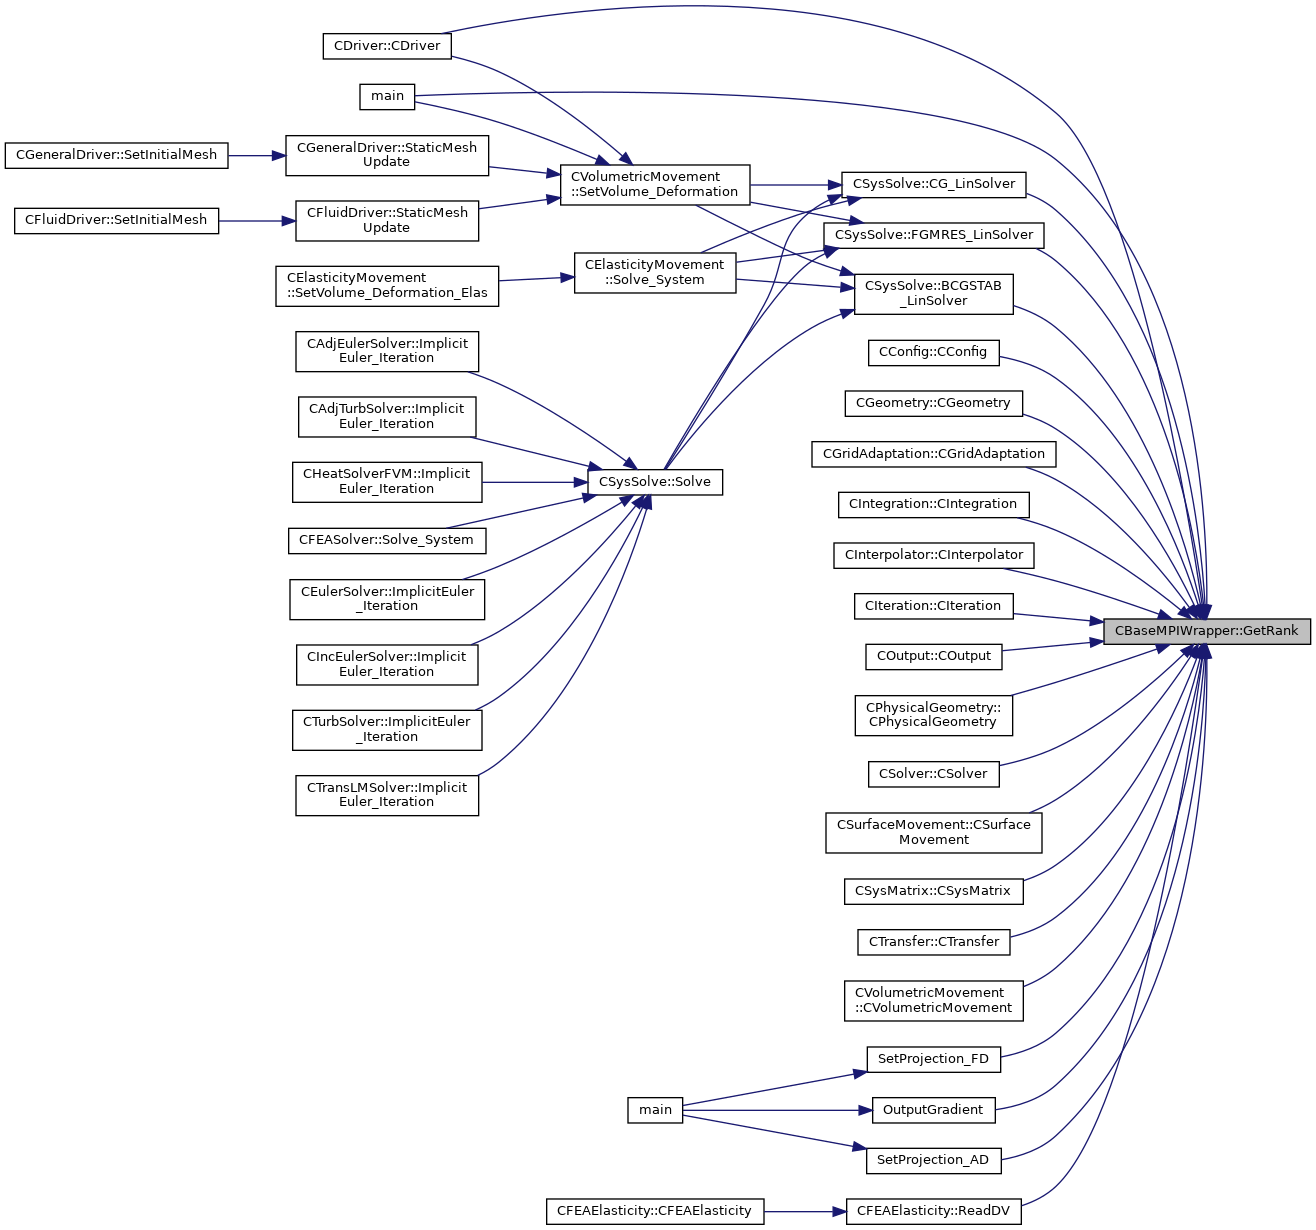 CDriver::CDriver
main
CGeneralDriver::SetInitialMesh
CGeneralDriver::StaticMesh
Update
CFluidDriver::SetInitialMesh
CFluidDriver::StaticMesh
Update
CVolumetricMovement
::SetVolume_Deformation
CSysSolve::CG_LinSolver
CSysSolve::FGMRES_LinSolver
CElasticityMovement
::SetVolume_Deformation_Elas
CElasticityMovement
::Solve_System
CSysSolve::BCGSTAB
_LinSolver
CAdjEulerSolver::Implicit
Euler_Iteration
CConfig::CConfig
CAdjTurbSolver::Implicit
Euler_Iteration
CGeometry::CGeometry
CGridAdaptation::CGridAdaptation
CHeatSolverFVM::Implicit
Euler_Iteration
CSysSolve::Solve
CIntegration::CIntegration
CFEASolver::Solve_System
CInterpolator::CInterpolator
CEulerSolver::ImplicitEuler
_Iteration
CIteration::CIteration
CBaseMPIWrapper::GetRank
CIncEulerSolver::Implicit
Euler_Iteration
COutput::COutput
CTurbSolver::ImplicitEuler
_Iteration
CPhysicalGeometry::
CPhysicalGeometry
CTransLMSolver::Implicit
Euler_Iteration
CSolver::CSolver
CSurfaceMovement::CSurface
Movement
CSysMatrix::CSysMatrix
CTransfer::CTransfer
CVolumetricMovement
::CVolumetricMovement
SetProjection_FD
main
OutputGradient
SetProjection_AD
CFEAElasticity::CFEAElasticity
CFEAElasticity::ReadDV